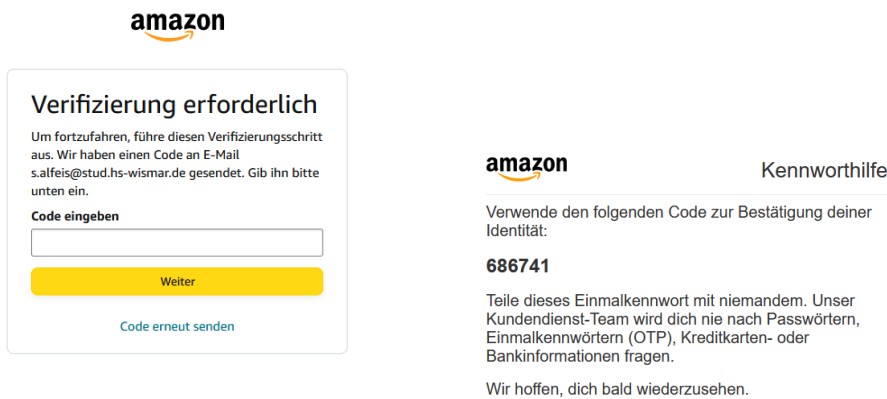 amazon
Verifizierung erforderlich
Um fortzufahren, führe diesen Verifizierungsschritt
aus. Wir haben einen Code an E-Mail
s.alfeis@stud.hs-wismar.de gesendet. Gib ihn bitte
unten ein.
Code eingeben
Weiter
Code erneut senden
amazon
Kennworthilfe
Verwende den folgenden Code zur Bestätigung deiner
Identität:
686741
Teile dieses Einmalkennwort mit niemandem. Unser
Kundendienst-Team wird dich nie nach Passwörtern,
Einmalkennwörtern (OTP), Kreditkarten- oder
Bankinformationen fragen.
Wir hoffen, dich bald wiederzusehen.